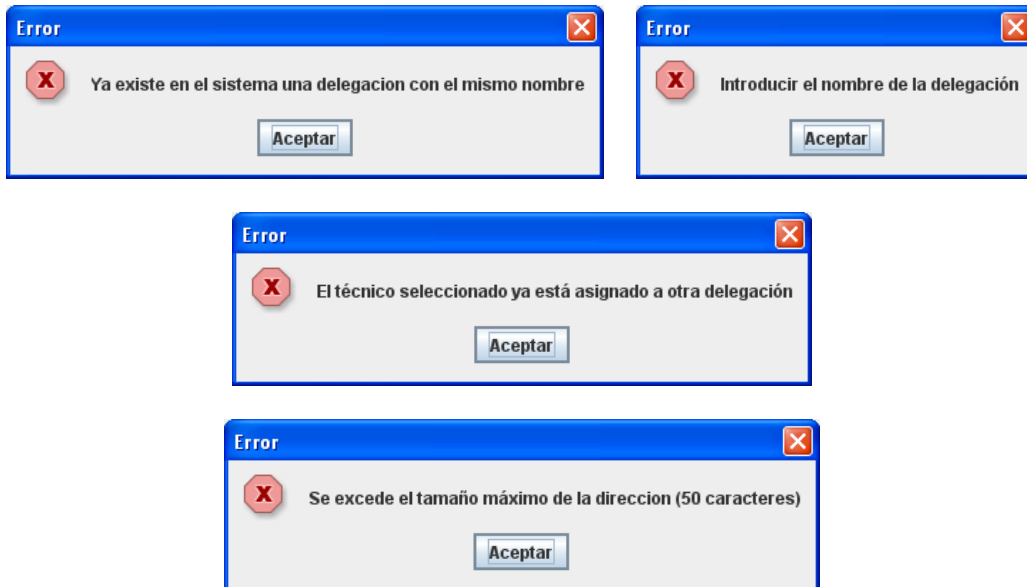 Error
Ya existe en el sistema una delegacion con el mismo nombre
Aceptar
Error
Introducir el nombre de la delegación
Aceptar
Error
El técnico seleccionado ya está asignado a otra delegación
Aceptar
Error
Se excede el tamaño máximo de la direccion (50 caracteres)
Aceptar